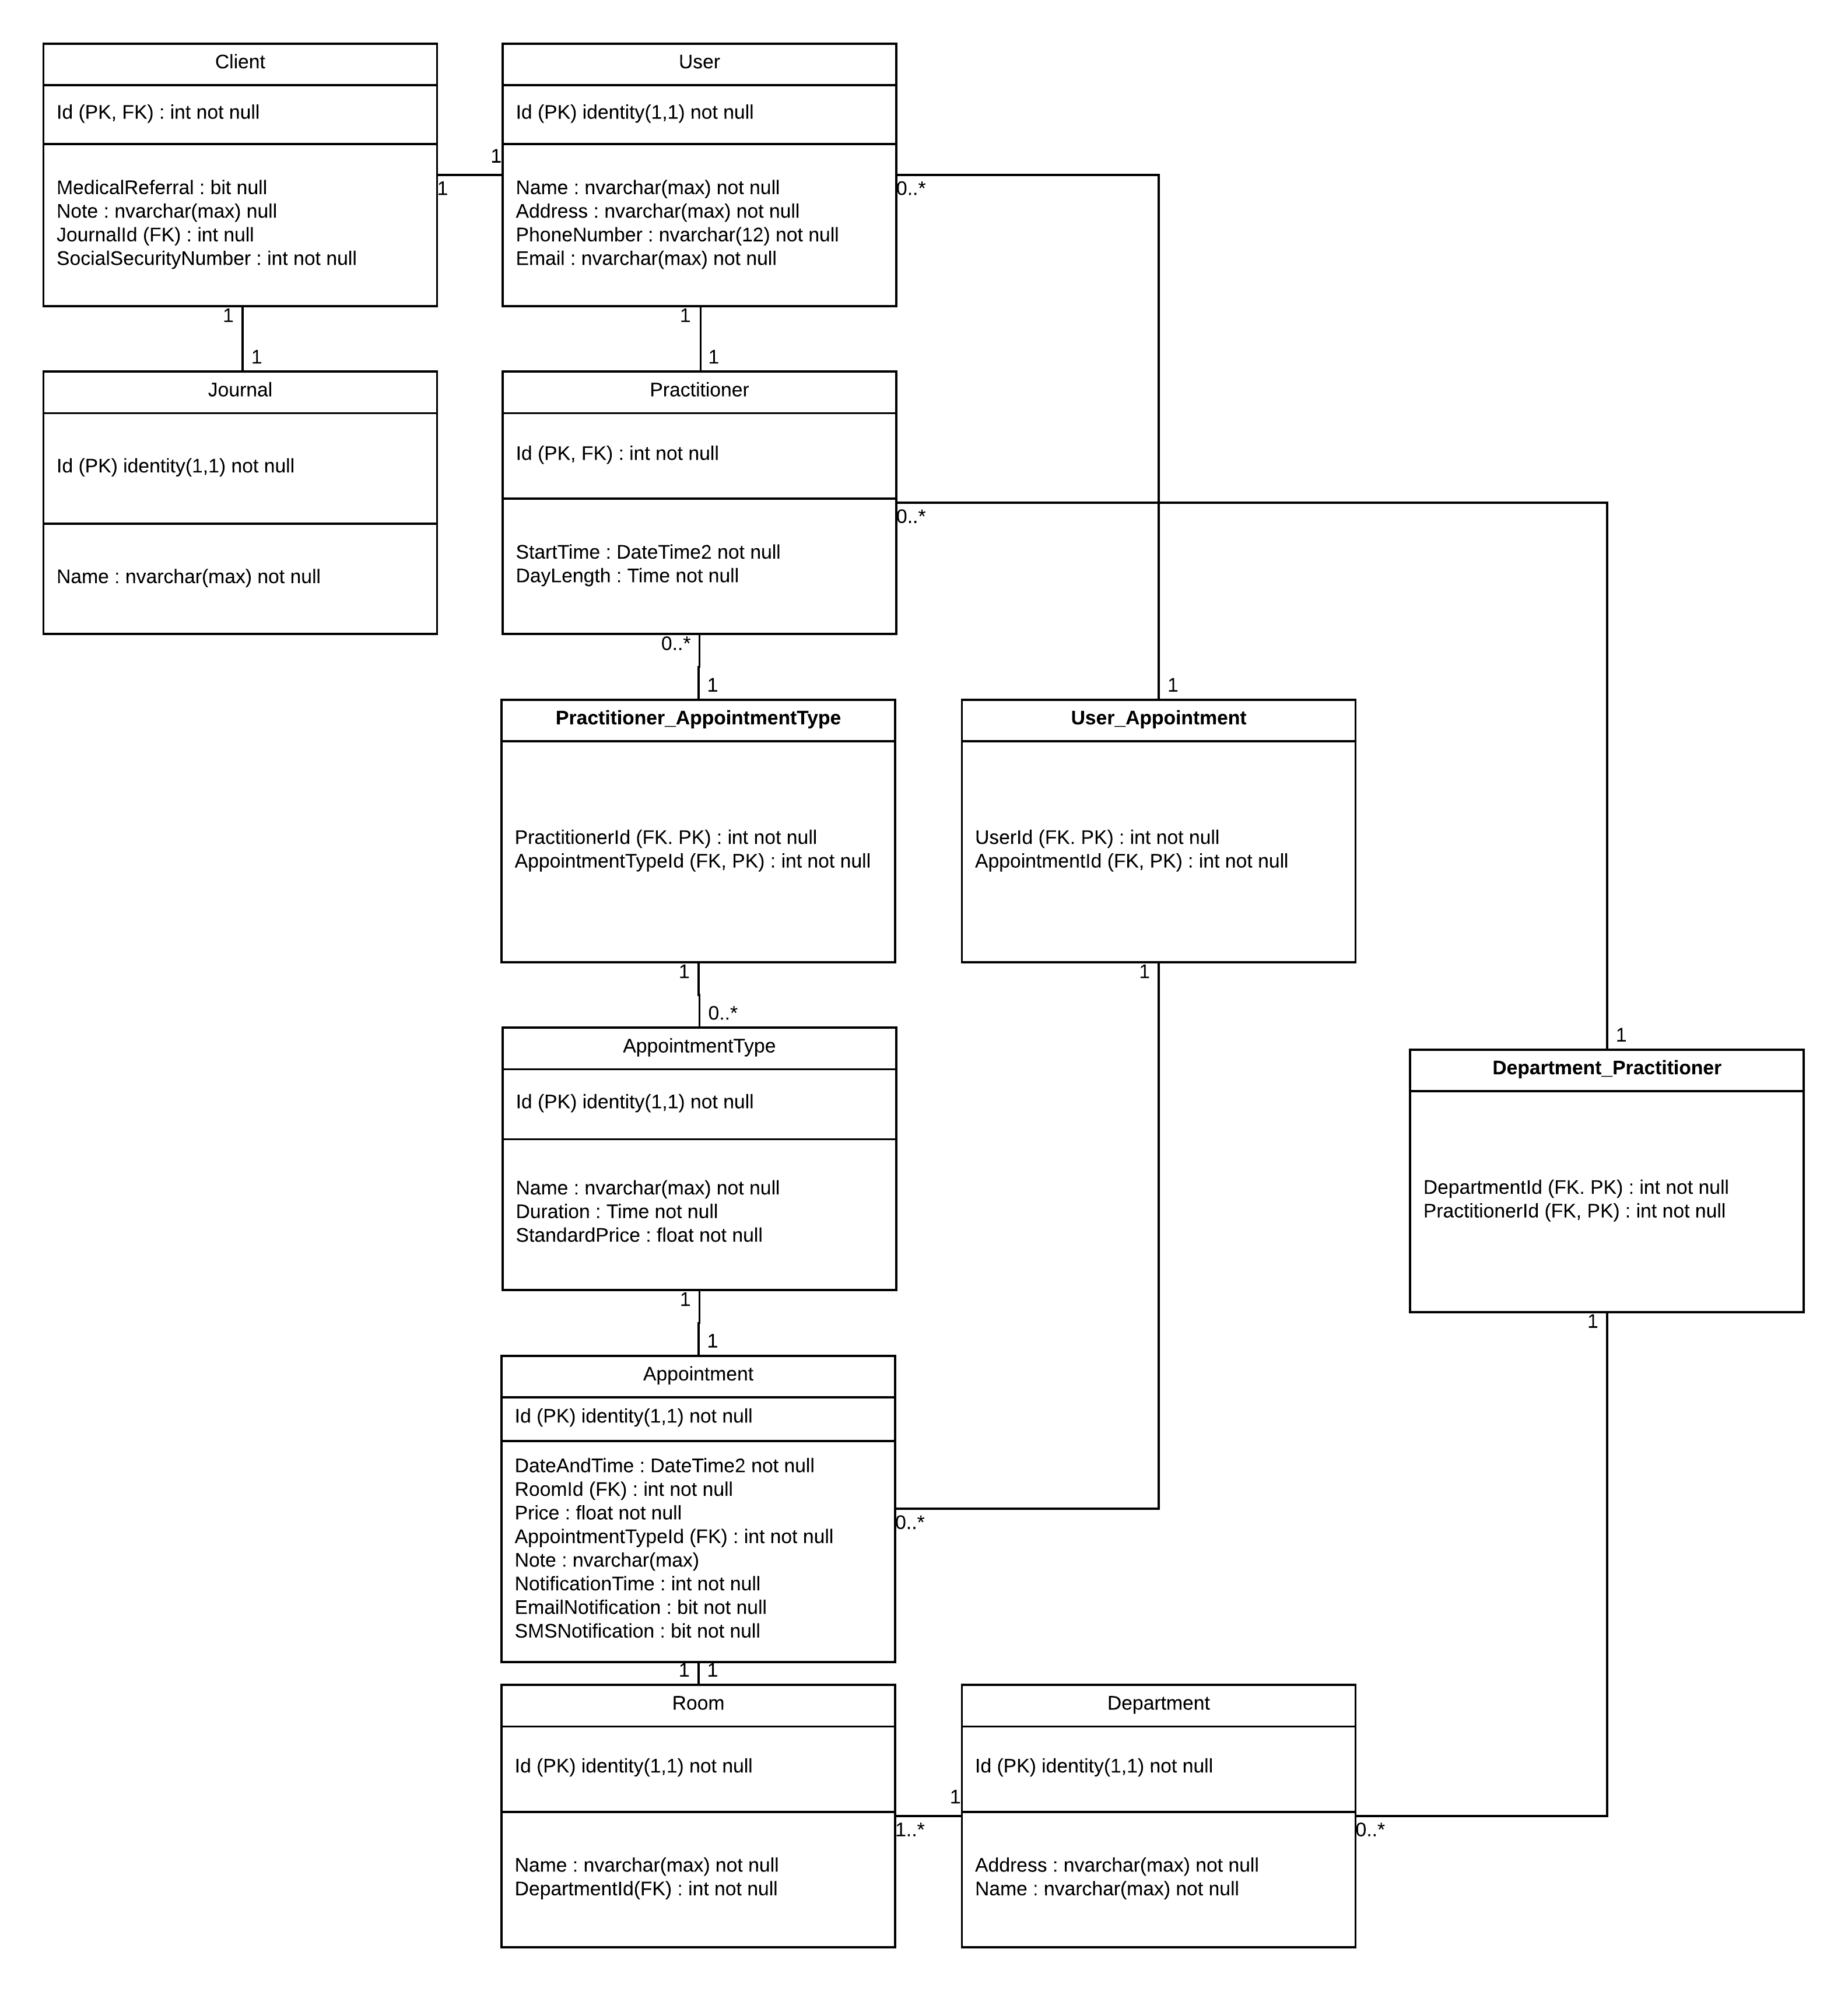 Client
Id (PK, FK) : int not null
MedicalReferral : bit null
Note : nvarchar(max) null
JournalId (FK) : int null
SocialSecurityNumber : int not null
1
1
User
Id (PK) identity(1,1) not null
Name : nvarchar(max) not null
Address : nvarchar(max) not null
PhoneNumber : nvarchar(12) not null
Email : nvarchar(max) not null
0..*
1
1
1
1
Journal
Id (PK) identity(1,1) not null
Name : nvarchar(max) not null
Practitioner
Id (PK, FK) : int not null
StartTime : DateTime2 not null
DayLength : Time not null
0..*
0..*
1
1
Practitioner_AppointmentType
PractitionerId (FK. PK) : int not null
AppointmentTypeId (FK, PK) : int not null
User_Appointment
UserId (FK. PK) : int not null
AppointmentId (FK, PK) : int not null
1
1
0..*
1
AppointmentType
Id (PK) identity(1,1) not null
Name : nvarchar(max) not null
Duration : Time not null
StandardPrice : float not null
Department_Practitioner
DepartmentId (FK. PK) : int not null
PractitionerId (FK, PK) : int not null
1
1
1
Appointment
Id (PK) identity(1,1) not null
DateAndTime : DateTime2 not null
RoomId (FK) : int not null
Price : float not null
AppointmentTypeId (FK) : int not null
Note : nvarchar(max)
NotificationTime : int not null
EmailNotification : bit not null
SMSNotification : bit not null
0..*
1 1
Room
Id (PK) identity(1,1) not null
Name : nvarchar(max) not null
DepartmentId(FK) : int not null
1
1..*
Department
Id (PK) identity(1,1) not null
Address : nvarchar(max) not null
Name : nvarchar(max) not null
0..*